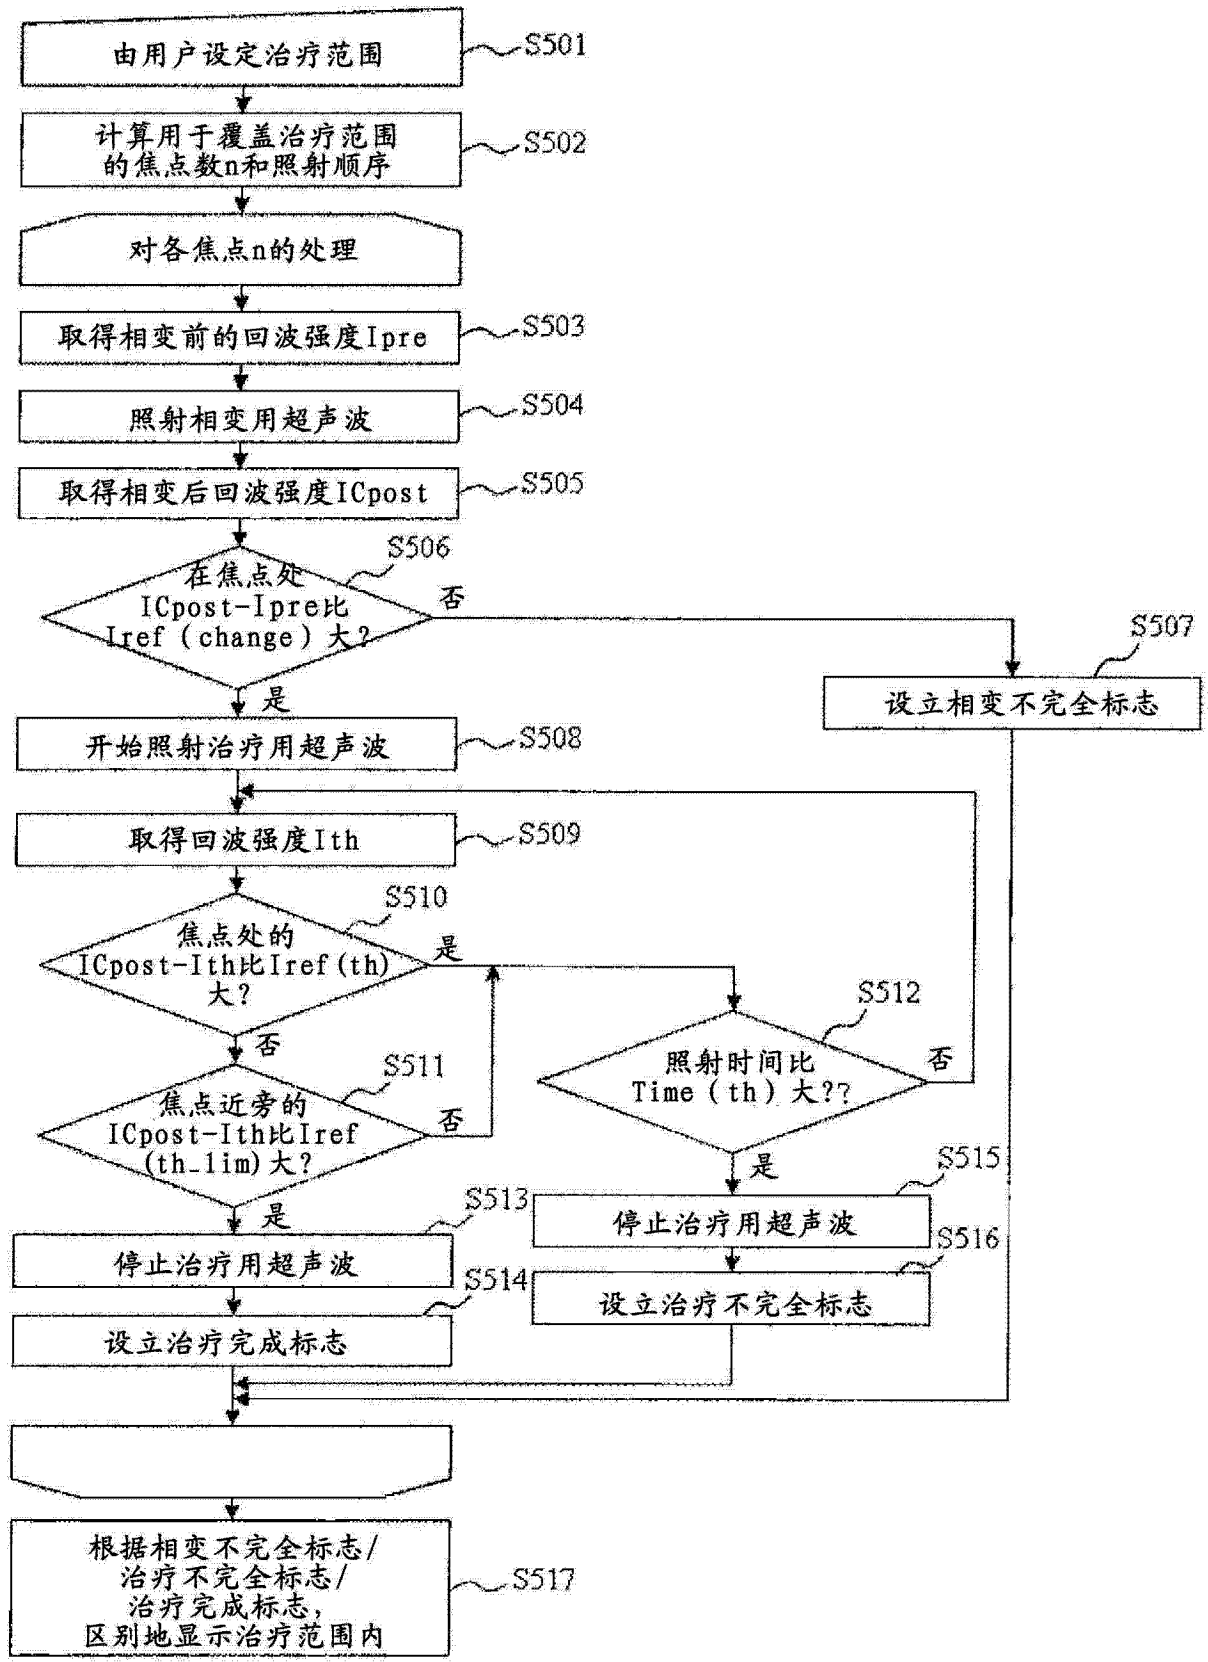 由用户设定治疗范围
S501
计算用于覆盖治疗范围
的焦点数n和照射顺序
S502
对各焦点n的处理
取得相变前的回波强度Ipre
S503
照射相变用超声波
S504
取得相变后回波强度ICpost
S505
S506
在焦点处
ICpost-Ipre比
Iref(change)大?
否
是
S507
设立相变不完全标志
开始照射治疗用超声波
S508
取得回波强度Ith
S509
S510
焦点处的
ICpost-Ith比Iref(th)
大?
是
否
S511
焦点近旁的
ICpost-Ith比Iref
(th_lim)大?
否
是
S512
照射时间比
Time(th)大??
否
是
S513
停止治疗用超声波
S514
设立治疗完成标志
S515
停止治疗用超声波
S516
设立治疗不完全标志
根据相变不完全标志/
治疗不完全标志/
治疗完成标志,
区别地显示治疗范围内
S517